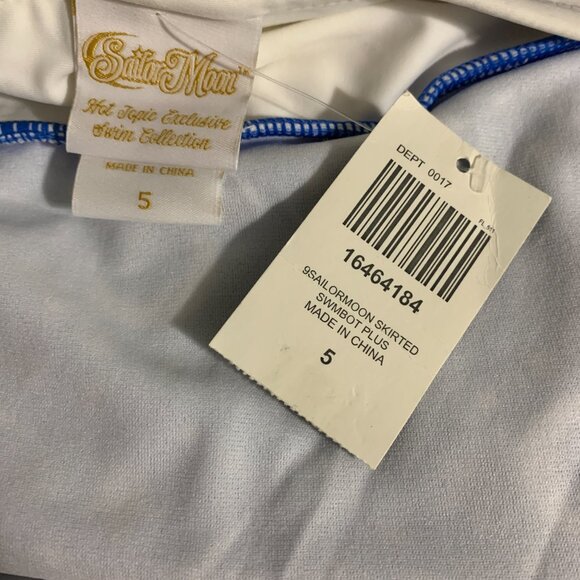 Sailor Moon™
Hot Topic Exclusive
Swim Collection
MADE IN CHINA
5
DEPT 0017
16464184
9SAILORMOON SKIRTED
SWMBOT PLUS
MADE IN CHINA
5